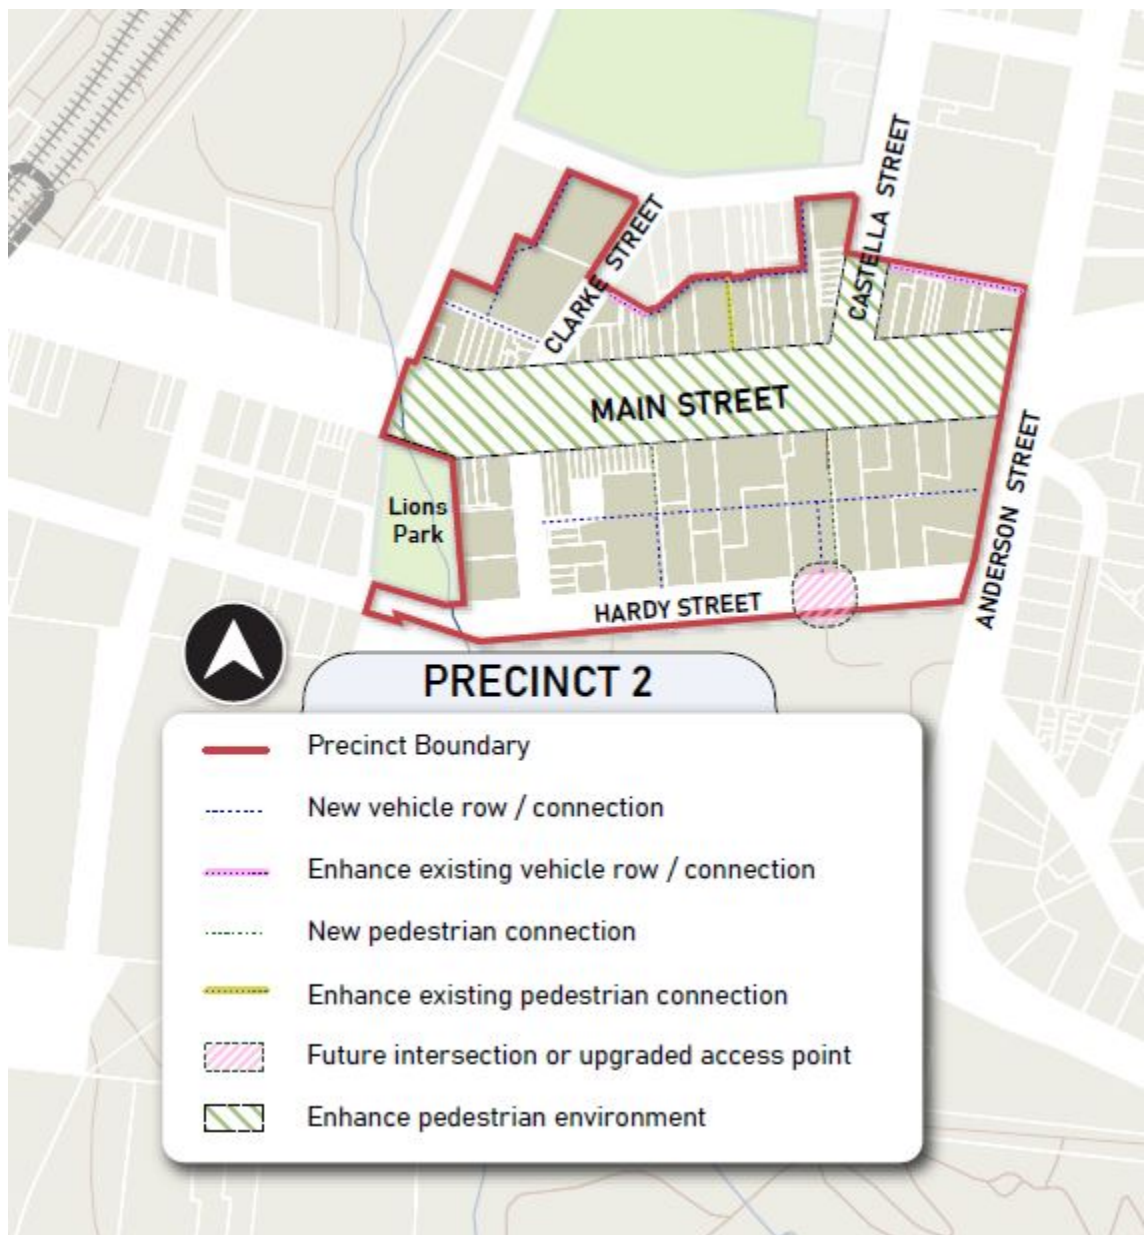 CASTELLA STREET
CLARKE STREET
MAIN STREET
ANDERSON STREET
Lions
Park
HARDY STREET
PRECINCT 2
Precinct Boundary
New vehicle row / connection
Enhance existing vehicle row / connection
New pedestrian connection
Enhance existing pedestrian connection
Future intersection or upgraded access point
Enhance pedestrian environment